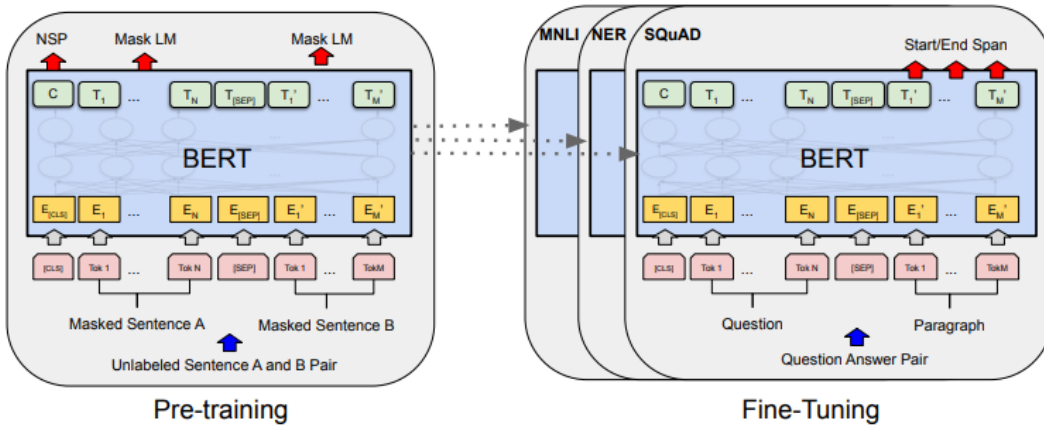 NSP Mask LM Mask LM
C T1 ... TN T[SEP] T1' ... TM'
BERT
E[CLS] E1 ... EN E[SEP] E1' ... EM'
[CLS] Tok 1 ... Tok N [SEP] Tok 1 ... TokM
Masked Sentence A Masked Sentence B
Unlabeled Sentence A and B Pair
Pre-training
MNLI NER SQuAD
Start/End Span
C T1 ... TN T[SEP] T1' ... TM'
BERT
E[CLS] E1 ... EN E[SEP] E1' ... EM'
[CLS] Tok 1 ... Tok N [SEP] Tok 1 ... TokM
Question Paragraph
Question Answer Pair
Fine-Tuning